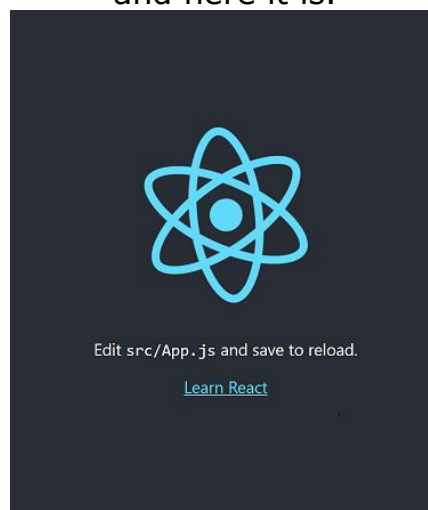 and here it is.
Edit src/App.js and save to reload.
Learn React